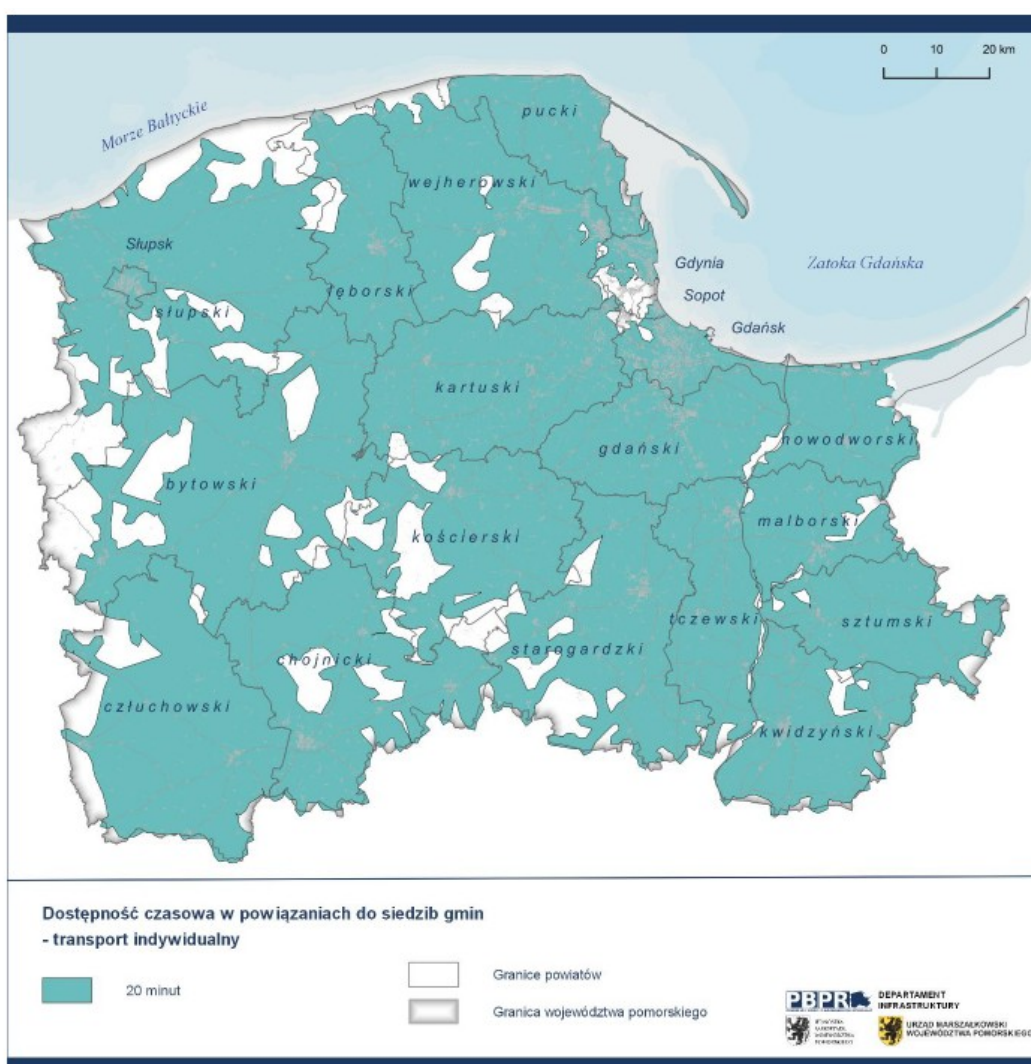 0 10 20 km
Morze Bałtyckie
pucki
wejherowski
Słupsk
Gdynia
Zatoka Gdańska
łęborski
Sopot
słupski
Gdańsk
kartuski
gdański
nowodworski
bytowski
malborski
kościerski
tczewski
sztumski
starogardzki
chojnicki
człuchowski
kwidzyński
Dostępność czasowa w powiązaniach do siedzib gmin
- transport indywidualny
20 minut
Granice powiatów
Granica województwa pomorskiego
PBPR
DEPARTAMENT
INFRASTRUKTURY
URZĄD MARSZAŁKOWSKI
WOJEWÓDZTWA POMORSKIEGO